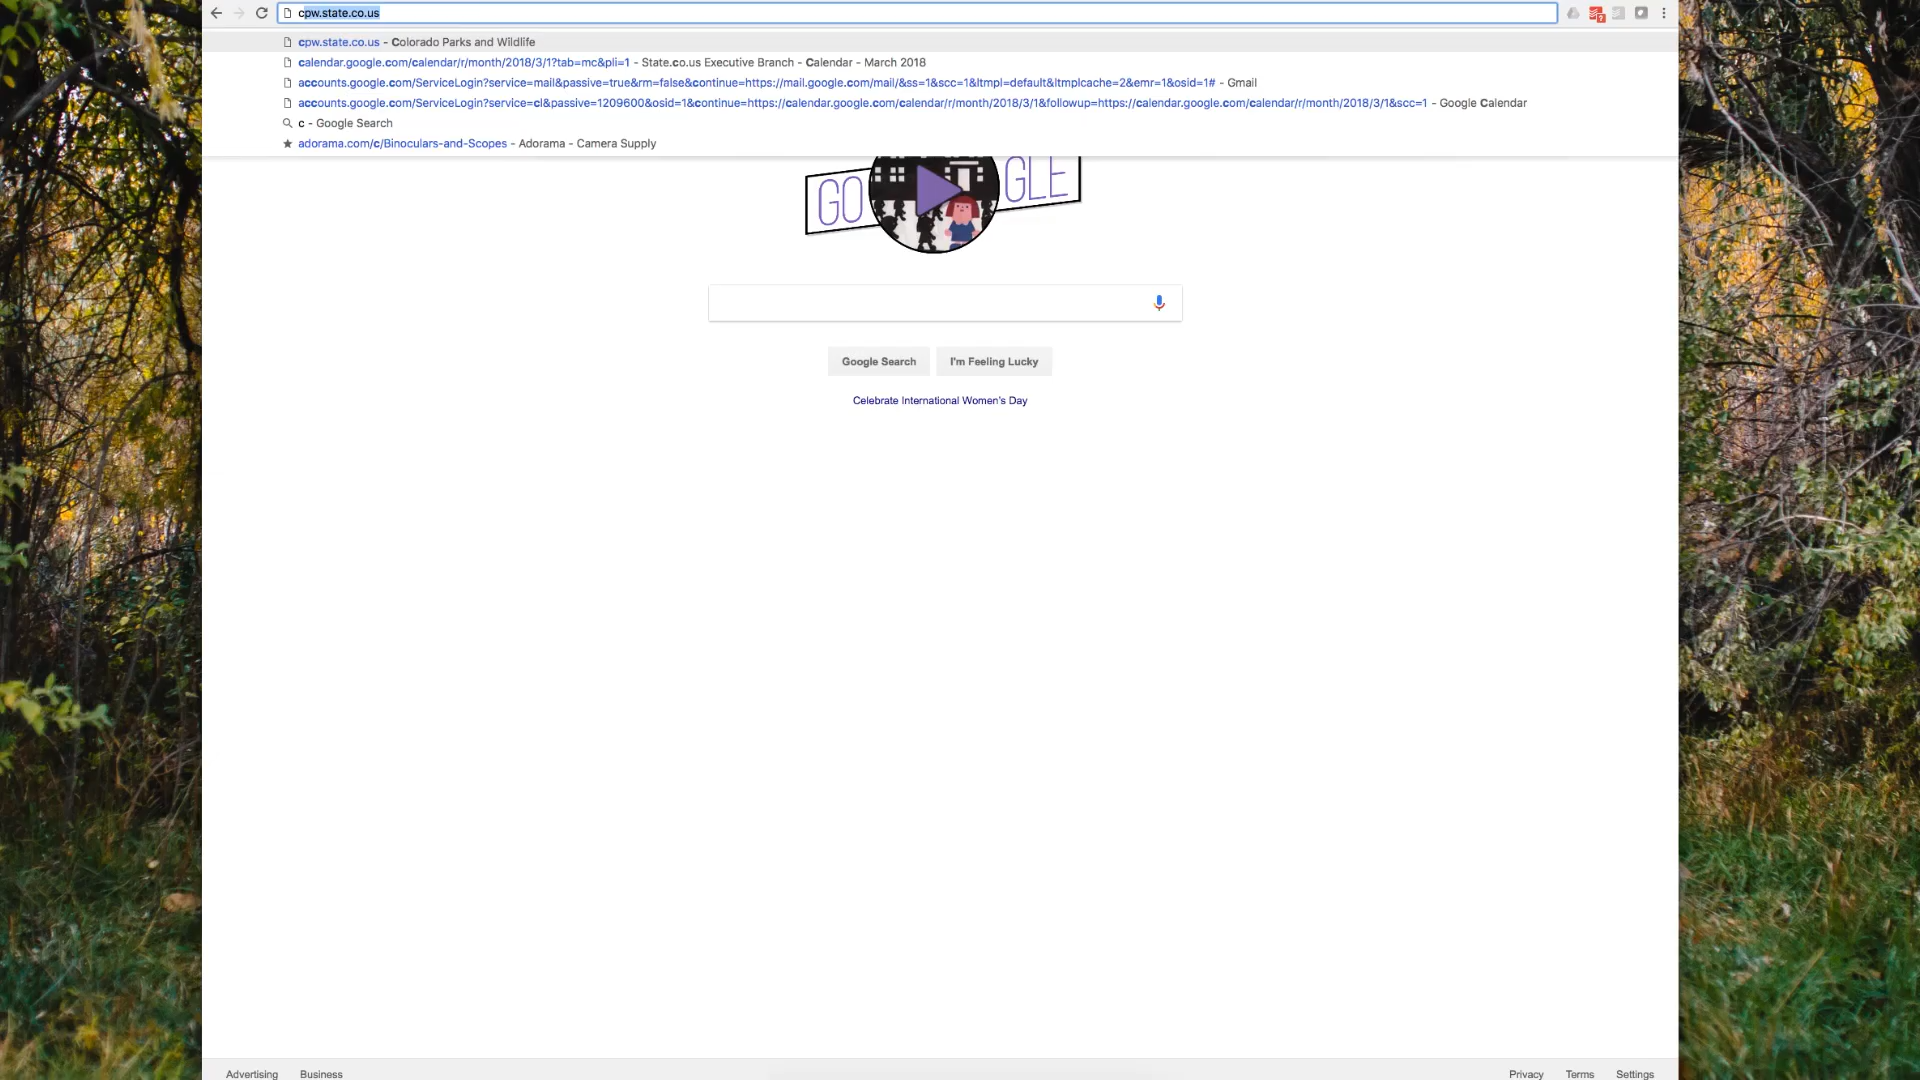 cpw.state.co.us
cpw.state.co.us - Colorado Parks and Wildlife
calendar.google.com/calendar/r/month/2018/3/1?tab=mc&pli=1 - State.co.us Executive Branch - Calendar - March 2018
accounts.google.com/ServiceLogin?service=mail&passive=true&rm=false&continue=https://mail.google.com/mail/&ss=1&scc=1&ltmpl=default&ltmplcache=2&emr=1&osid=1# - Gmail
accounts.google.com/ServiceLogin?service=cl&passive=1209600&osid=1&continue=https://calendar.google.com/calendar/r/month/2018/3/1&followup=https://calendar.google.com/calendar/r/month/2018/3/1&scc=1 - Google Calendar
c - Google Search
adorama.com/c/Binoculars-and-Scopes - Adorama - Camera Supply
GO GLE
Google Search I'm Feeling Lucky
Celebrate International Women's Day
Advertising Business Privacy Terms Settings